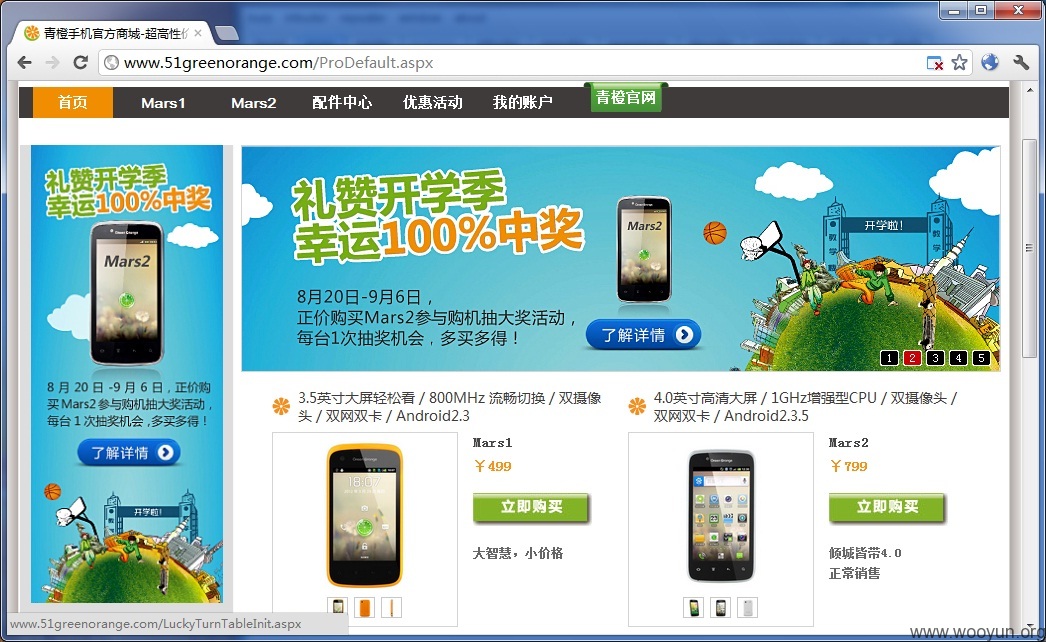 青橙手机官方商城-超高性价
www.51greenorange.com/ProDefault.aspx
首页 Mars1 Mars2 配件中心 优惠活动 我的账户 青橙官网
礼赞开学季
幸运100%中奖
Mars2
8 月 20 日 -9 月 6 日，正价购
买 Mars2 参与购机抽大奖活动，
每台 1 次抽奖机会，多买多得！
了解详情
开学啦！
礼赞开学季
幸运100%中奖
Mars2
8月20日-9月6日，
正价购买Mars2参与购机抽大奖活动，
每台1次抽奖机会，多买多得！
了解详情
开学啦！
教学
教学
1 2 3 4 5
3.5英寸大屏轻松看 / 800MHz 流畅切换 / 双摄像
头 / 双网双卡 / Android2.3
Mars1
￥499
立即购买
大智慧，小价格
4.0英寸高清大屏 / 1GHz增强型CPU / 双摄像头 /
双网双卡 / Android2.3.5
Mars2
￥799
立即购买
倾城皆带4.0
正常销售
www.51greenorange.com/LuckyTurnTableInit.aspx
www.wooyun.org